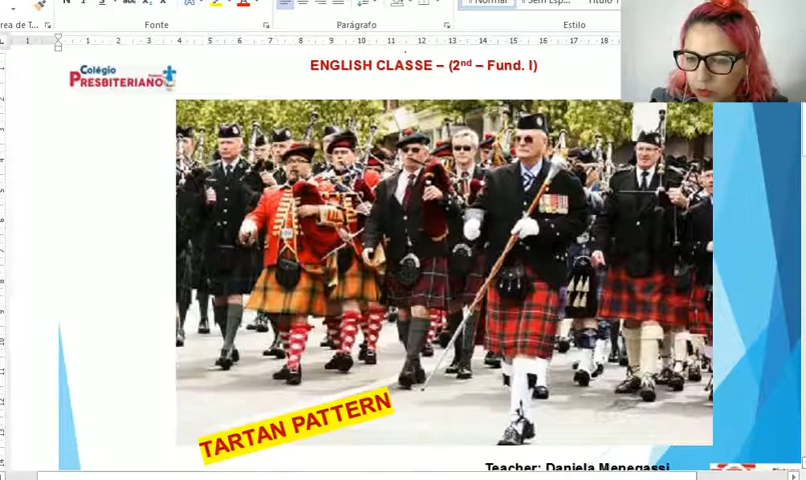 Fonte
Parágrafo
Estilo
Colégio
PRESBITERIANO
ENGLISH CLASSE – (2nd – Fund. I)
TARTAN PATTERN
Teacher: Daniela Menegassi